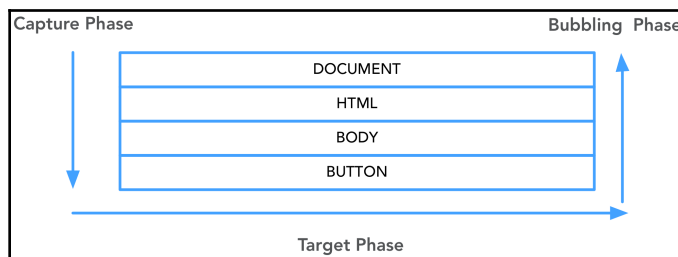 Capture Phase
Bubbling Phase
DOCUMENT
HTML
BODY
BUTTON
Target Phase